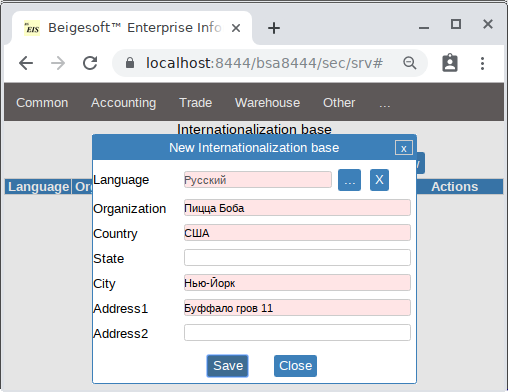 Beigesoft™ Enterprise Info
localhost:8444/bsa8444/sec/srv#
Common Accounting Trade Warehouse Other ...
Internationalization base
New Internationalization base x
Language Actions
Language Русский ... X
Organization Пицца Боба
Country США
State
City Нью-Йорк
Address1 Буффало гров 11
Address2
Save Close